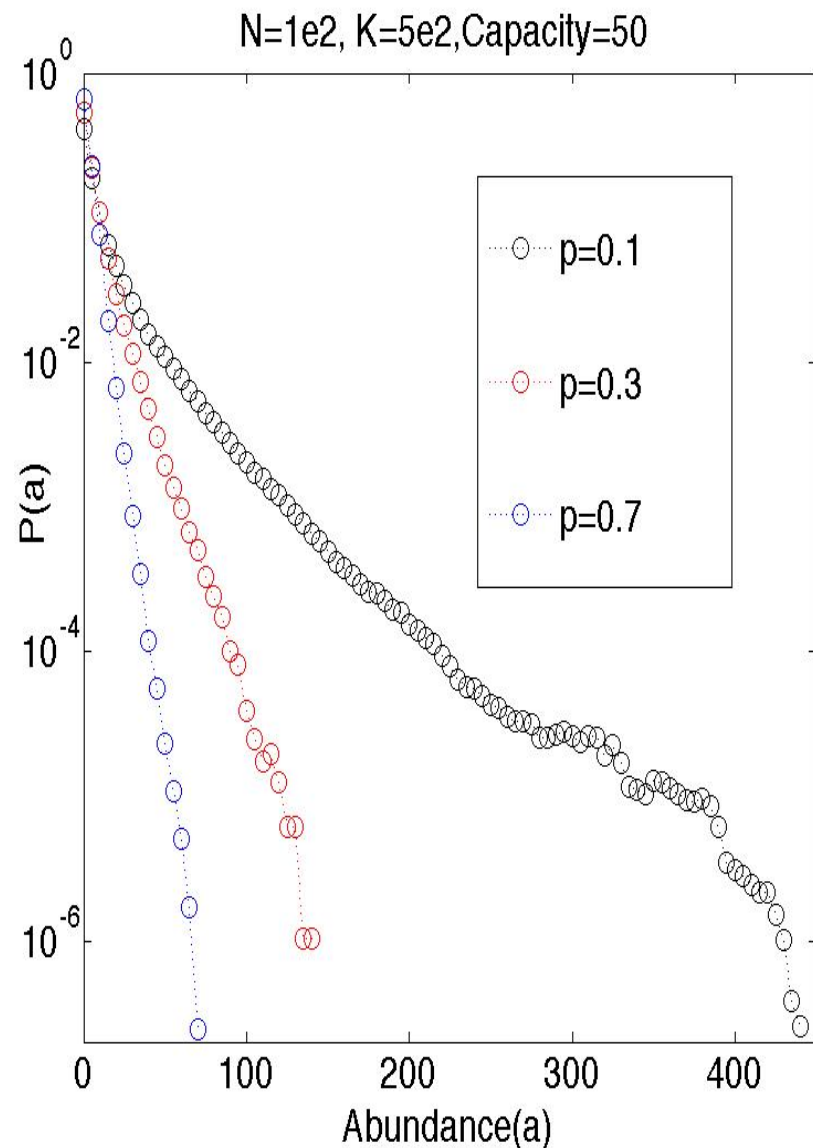 N=1e2, K=5e2,Capacity=50
10^0
10^-2
10^-4
10^-6
P(a)
p=0.1
p=0.3
p=0.7
0 100 200 300 400
Abundance(a)